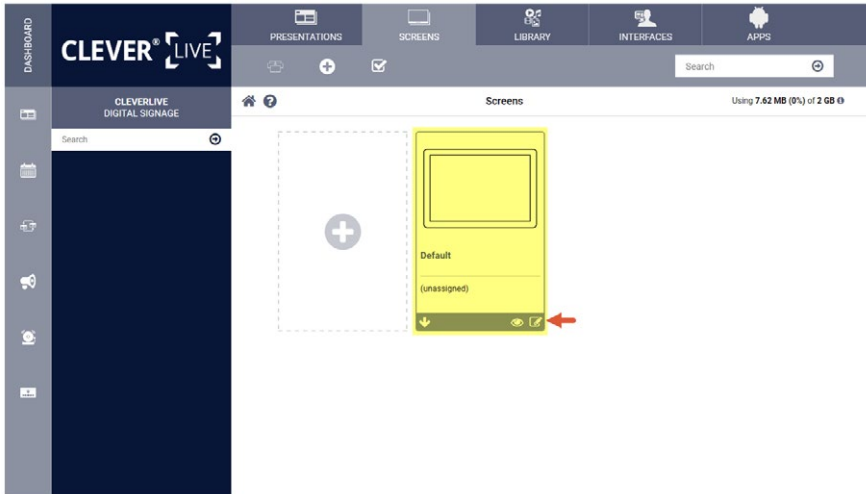 DASHBOARD
CLEVER® LIVE
PRESENTATIONS
SCREENS
LIBRARY
INTERFACES
APPS
Search
CLEVERLIVE
DIGITAL SIGNAGE
Search
Screens
Using 7.62 MB (0%) of 2 GB
Default
(unassigned)